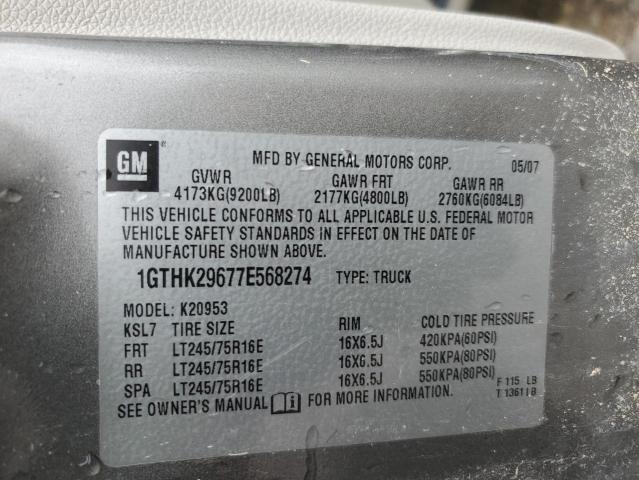 GM
MFD BY GENERAL MOTORS CORP. 05/07
GVWR GAWR FRT GAWR RR
4173KG(9200LB) 2177KG(4800LB) 2760KG(6084LB)
THIS VEHICLE CONFORMS TO ALL APPLICABLE U.S. FEDERAL MOTOR
VEHICLE SAFETY STANDARDS IN EFFECT ON THE DATE OF
MANUFACTURE SHOWN ABOVE.
1GTHK29677E568274 TYPE: TRUCK
MODEL: K20953
KSL7 TIRE SIZE RIM COLD TIRE PRESSURE
FRT LT245/75R16E 16X6.5J 420KPA(60PSI)
RR LT245/75R16E 16X6.5J 550KPA(80PSI)
SPA LT245/75R16E 16X6.5J 550KPA(80PSI)
SEE OWNER'S MANUAL FOR MORE INFORMATION.
F 115 LB
T 1361 LB